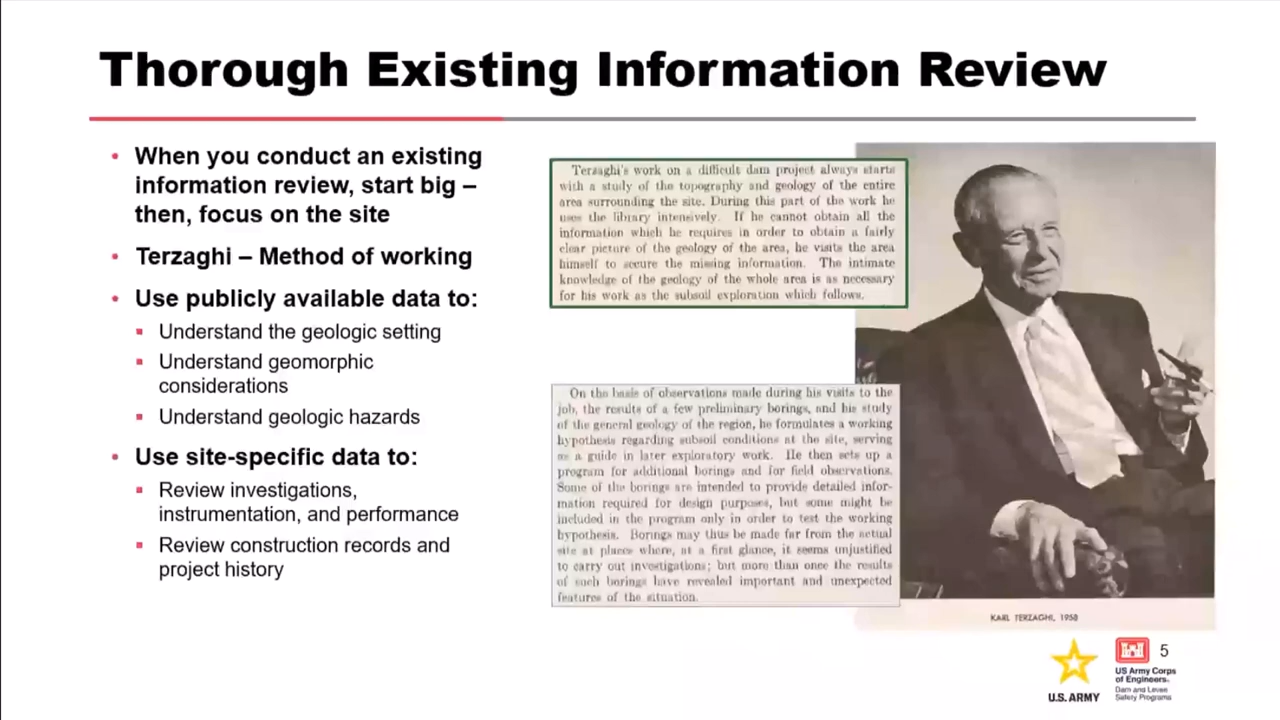 Thorough Existing Information Review
• When you conduct an existing
information review, start big –
then, focus on the site
• Terzaghi – Method of working
• Use publicly available data to:
▪ Understand the geologic setting
▪ Understand geomorphic
considerations
▪ Understand geologic hazards
• Use site-specific data to:
▪ Review investigations,
instrumentation, and performance
▪ Review construction records and
project history
Terzaghi's work on a difficult dam project always starts
with a study of the topography and geology of the entire
area surrounding the site. During this part of the work he
uses the library intensively. If he cannot obtain all the
information which he requires in order to obtain a fairly
clear picture of the geology of the area, he visits the area
himself to secure the missing information. The intimate
knowledge of the geology of the whole area is as necessary
for his work as the subsoil exploration which follows.
On the basis of observations made during his visits to the
job, the results of a few preliminary borings, and his study
of the general geology of the region, he formulates a working
hypothesis regarding subsoil conditions at the site, serving
as a guide in later exploratory work. He then sets up a
program for additional borings and for field observations.
Some of the borings are intended to provide detailed infor-
mation required for design purposes, but some might be
included in the program only in order to test the working
hypothesis. Borings may thus be made far from the actual
site at places where, at a first glance, it seems unjustified
to carry out investigations; but more than once the results
of such borings have revealed important and unexpected
features of the situation.
KARL TERZAGHI, 1958
U.S. ARMY
US Army Corps
of Engineers.
Dam and Levee
Safety Programs
5